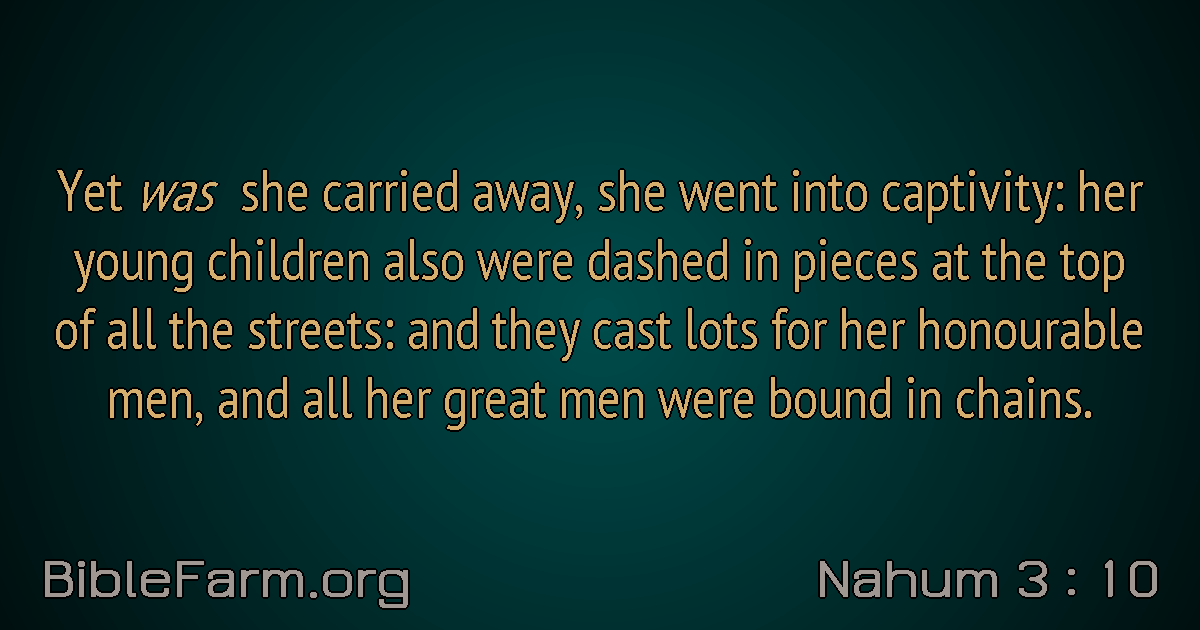 Yet was she carried away, she went into captivity: her
young children also were dashed in pieces at the top
of all the streets: and they cast lots for her honourable
men, and all her great men were bound in chains.
BibleFarm.org
Nahum 3 : 10